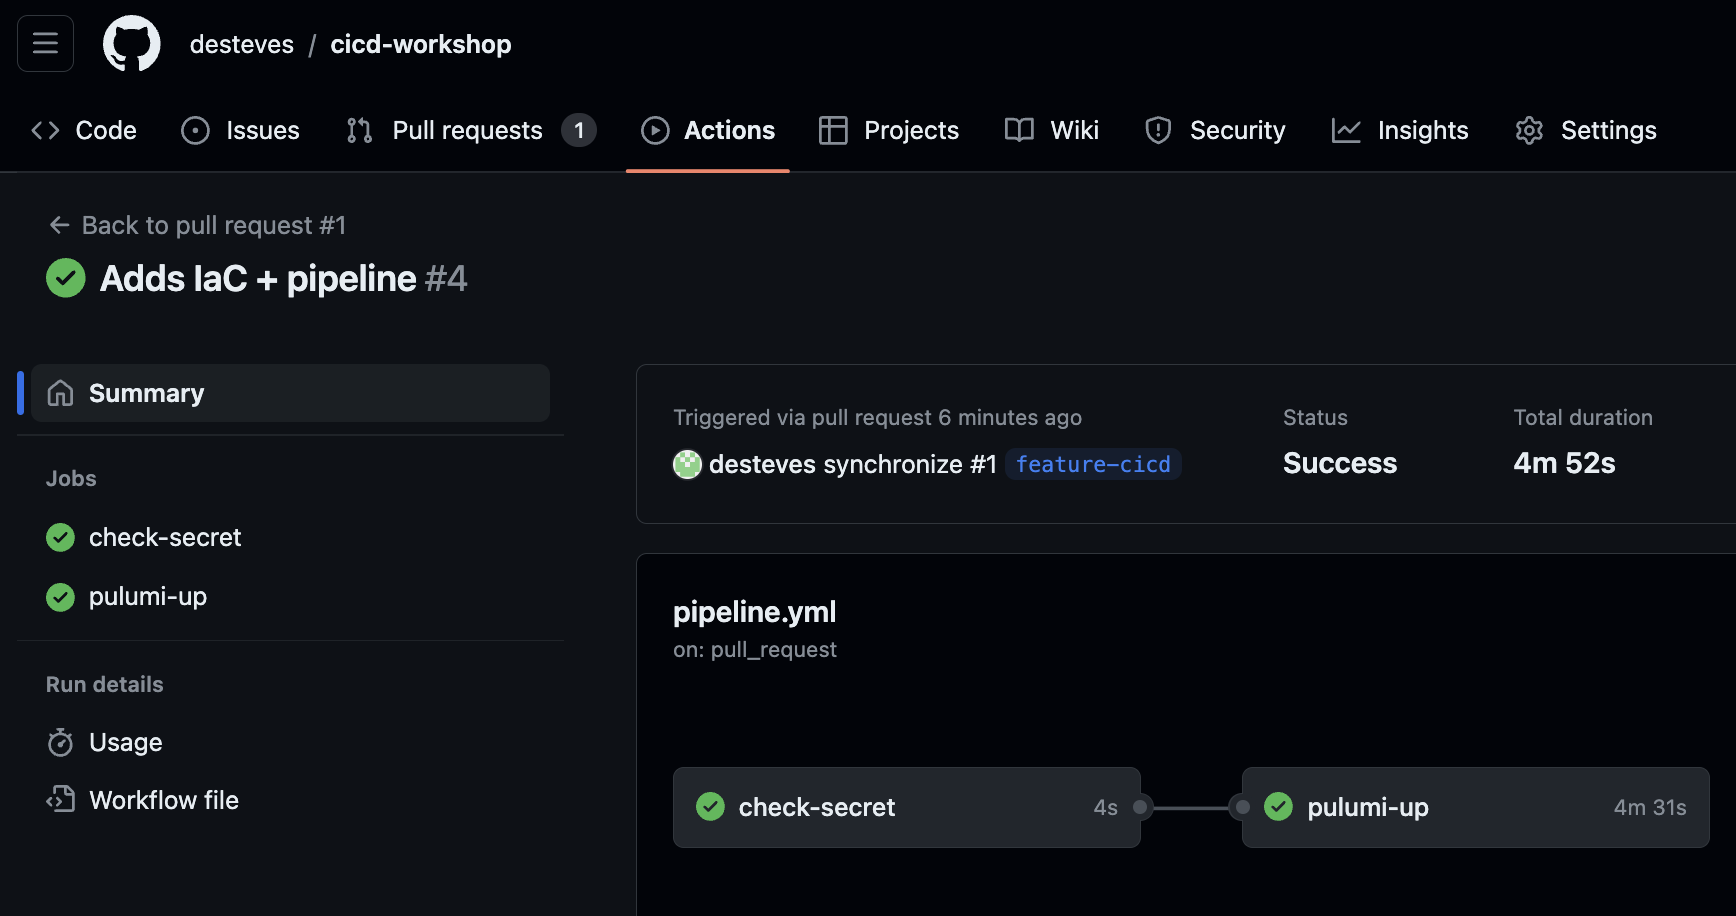 desteves / cicd-workshop
Code Issues Pull requests 1 Actions Projects Wiki Security Insights Settings
Back to pull request #1
Adds IaC + pipeline #4
Summary
Jobs
check-secret
pulumi-up
Run details
Usage
Workflow file
Triggered via pull request 6 minutes ago
desteves synchronize #1 feature-cicd
Status
Success
Total duration
4m 52s
pipeline.yml
on: pull_request
check-secret 4s
pulumi-up 4m 31s